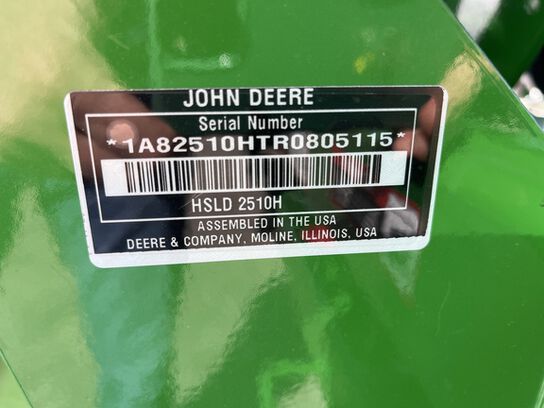 JOHN DEERE
Serial Number
*1A82510HTR0805115*
HSLD 2510H
ASSEMBLED IN THE USA
DEERE & COMPANY, MOLINE, ILLINOIS, USA